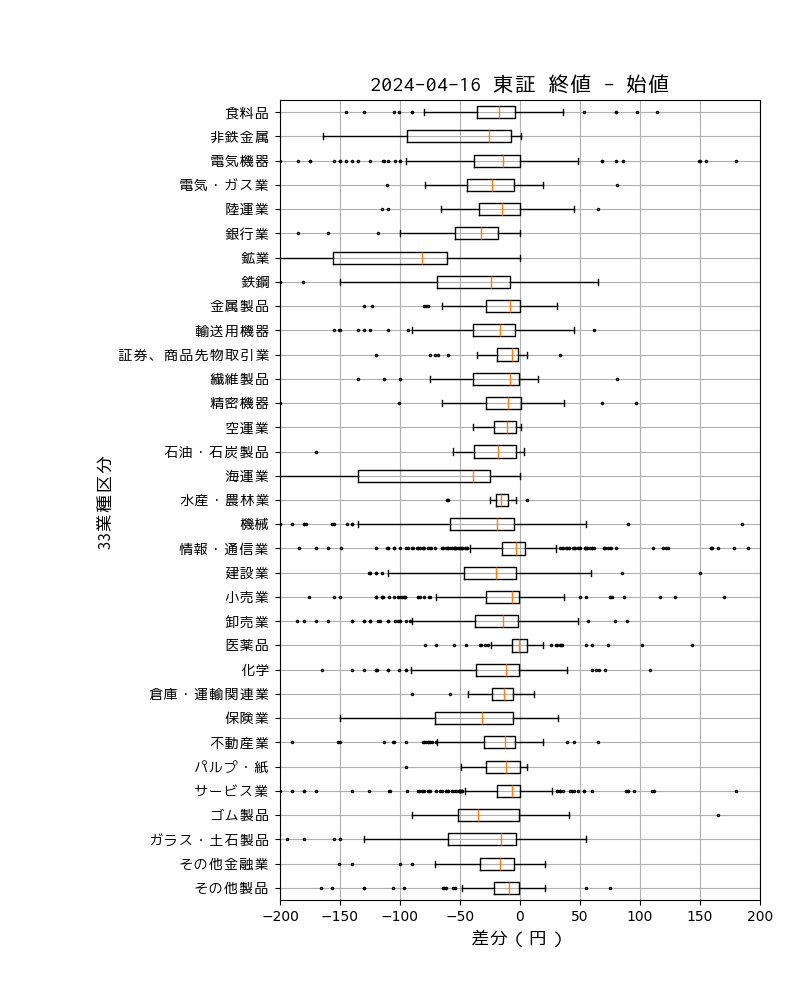 2024-04-16 東証 終値 - 始値
食料品
非鉄金属
電気機器
電気・ガス業
陸運業
銀行業
鉱業
鉄鋼
金属製品
輸送用機器
証券、商品先物取引業
繊維製品
精密機器
空運業
石油・石炭製品
海運業
水産・農林業
機械
情報・通信業
建設業
小売業
卸売業
医薬品
化学
倉庫・運輸関連業
保険業
不動産業
パルプ・紙
サービス業
ゴム製品
ガラス・土石製品
その他金融業
その他製品
33業種区分
−200 −150 −100 −50 0 50 100 150 200
差分（円）